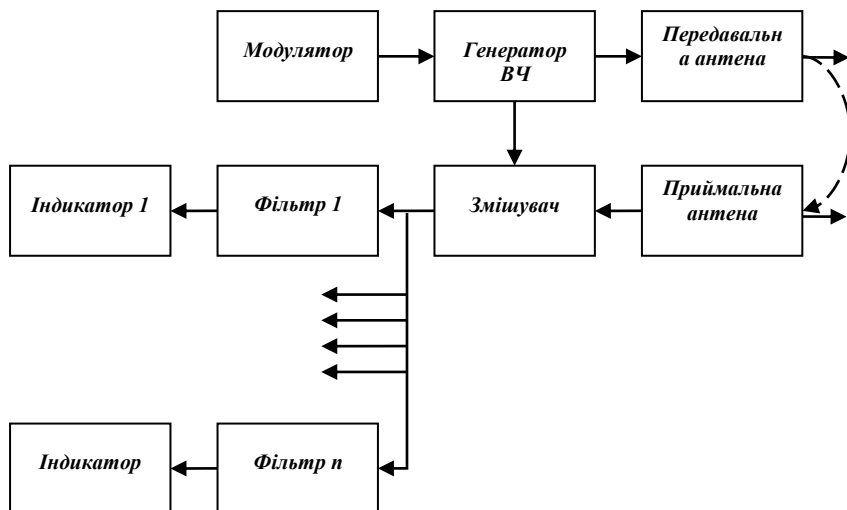 Модулятор
Генератор
ВЧ
Передавальн
а антена
Індикатор 1
Фільтр 1
Змішувач
Приймальна
антена
Індикатор
Фільтр n